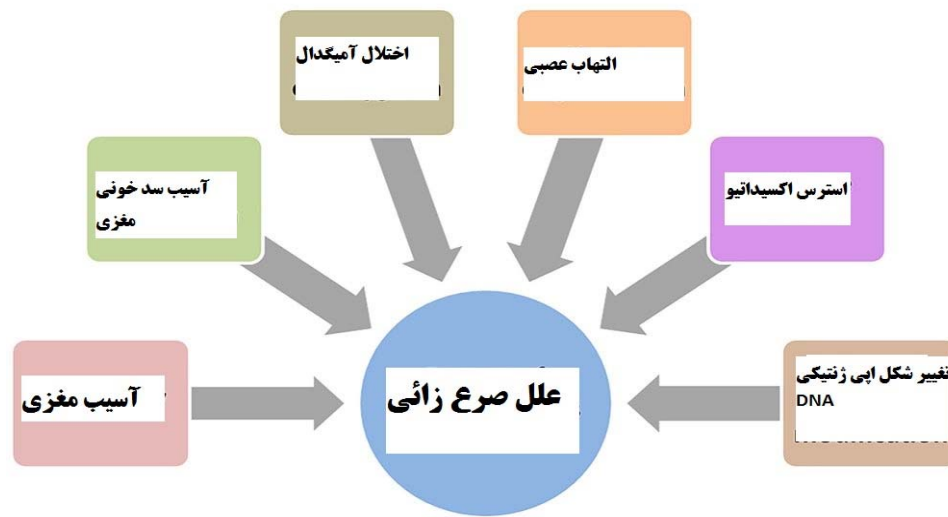 اختلال آمیگدال
التهاب عصبی
آسیب سد خونی
مغزی
استرس اکسیداتیو
آسیب مغزی
علل صرع زائی
تغییر شکل اپی ژنتیکی
DNA